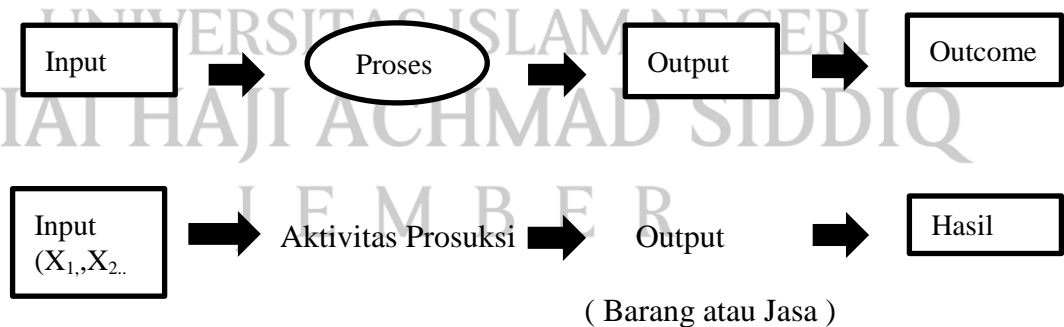 UNIVERSITAS ISLAM NEGERI
Input Proses Output Outcome
IAI HAJI ACHMAD SIDDIQ
J E M B E R
Input Aktivitas Prosuksi Output Hasil
(X1,,X2..
( Barang atau Jasa )